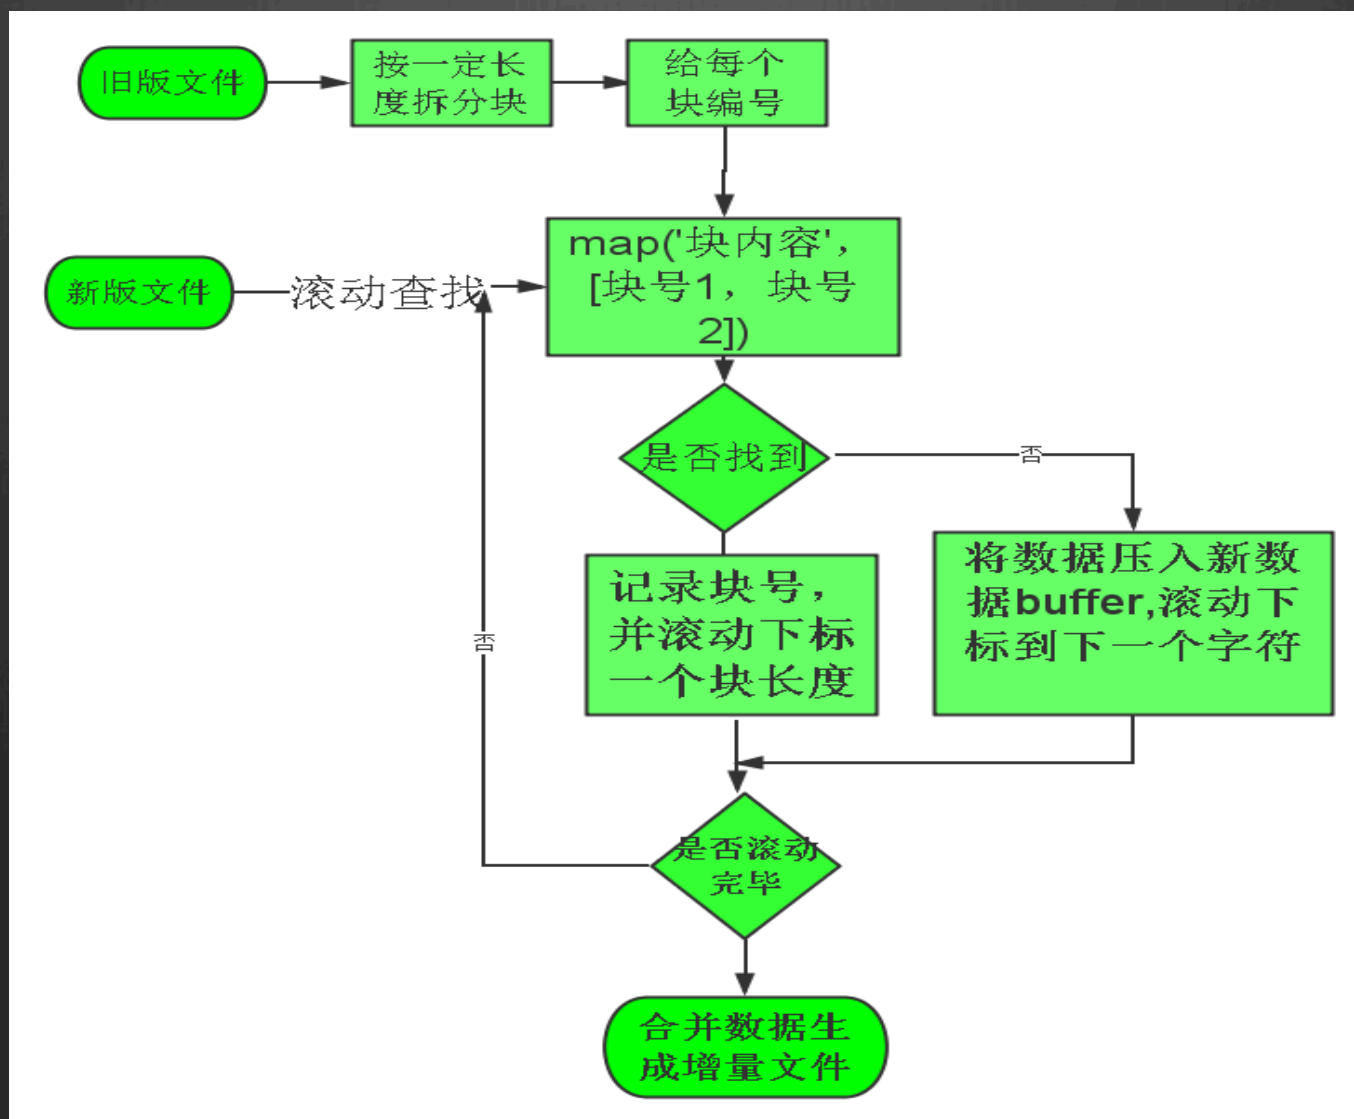 旧版文件
按一定长
度拆分块
给每个
块编号
新版文件
滚动查找
map('块内容',
[块号1，块号
2])
是否找到
否
记录块号，
并滚动下标
一个块长度
将数据压入新数
据buffer,滚动下
标到下一个字符
否
是否滚动
完毕
合并数据生
成增量文件